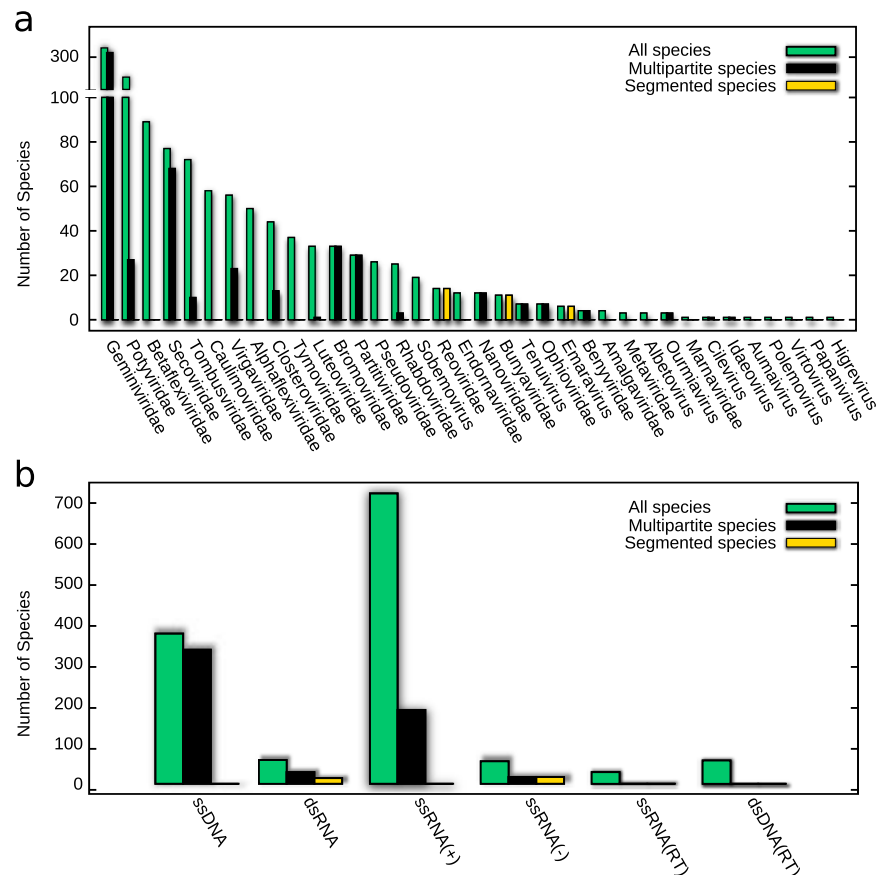 a
Number of Species
300
100
80
60
40
20
0
All species
Multipartite species
Segmented species
Geminiviridae
Potyviridae
Betaflexiviridae
Secoviridae
Tombusviridae
Caulimoviridae
Virgaviridae
Alphaflexiviridae
Closteroviridae
Tymoviridae
Luteoviridae
Bromoviridae
Partitiviridae
Pseudoviridae
Rhabdoviridae
Sobemovirus
Reoviridae
Endornaviridae
Nanoviridae
Bunyaviridae
Tenuivirus
Ophioviridae
Emaravirus
Benyviridae
Amalgaviridae
Metaviridae
Albetovirus
Ourmiavirus
Marnaviridae
Cilevirus
Idaeovirus
Aumaivirus
Polemovirus
Virtovirus
Papanivirus
Higrevirus
b
Number of Species
700
600
500
400
300
200
100
0
All species
Multipartite species
Segmented species
ssDNA
dsRNA
ssRNA(+)
ssRNA(-)
ssRNA(RT)
dsDNA(RT)